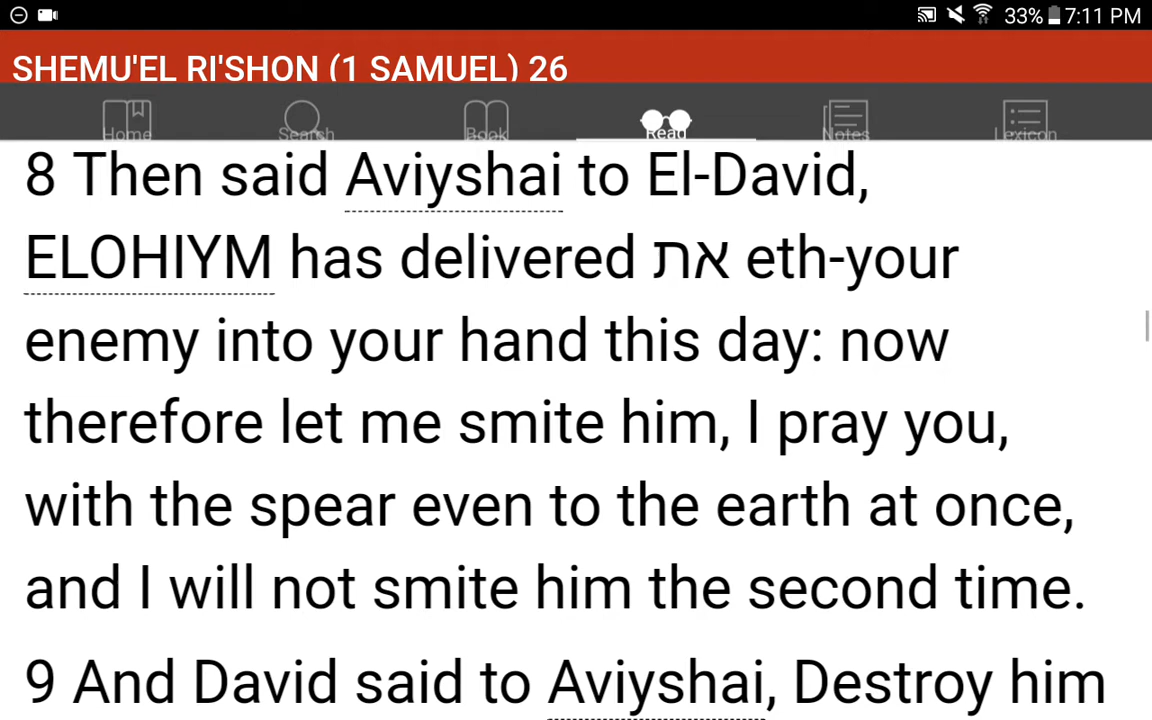 33% 7:11 PM
SHEMU'EL RI'SHON (1 SAMUEL) 26
Home Search Book Read Notes Lexicon
8 Then said Aviyshai to El-David,
ELOHIYM has delivered את eth-your
enemy into your hand this day: now
therefore let me smite him, I pray you,
with the spear even to the earth at once,
and I will not smite him the second time.
9 And David said to Aviyshai, Destroy him